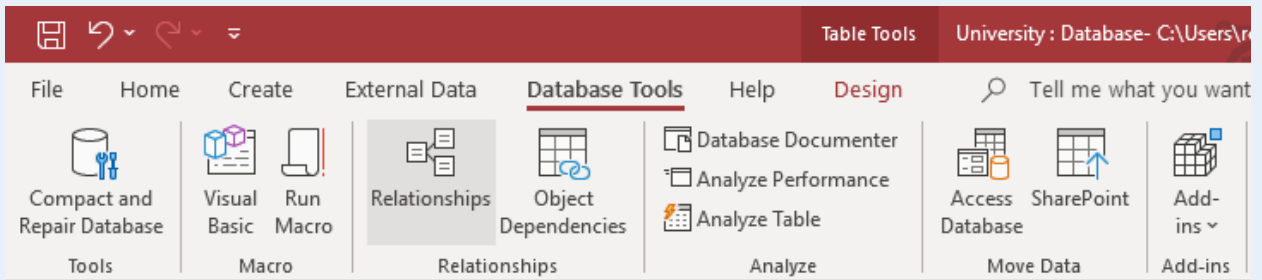 Table Tools University : Database- C:\Users\r
File Home Create External Data Database Tools Help Design Tell me what you want
Compact and
Repair Database
Visual
Basic
Run
Macro
Relationships
Object
Dependencies
Database Documenter
Analyze Performance
Analyze Table
Access
Database
SharePoint
Add-
ins
Tools Macro Relationships Analyze Move Data Add-ins